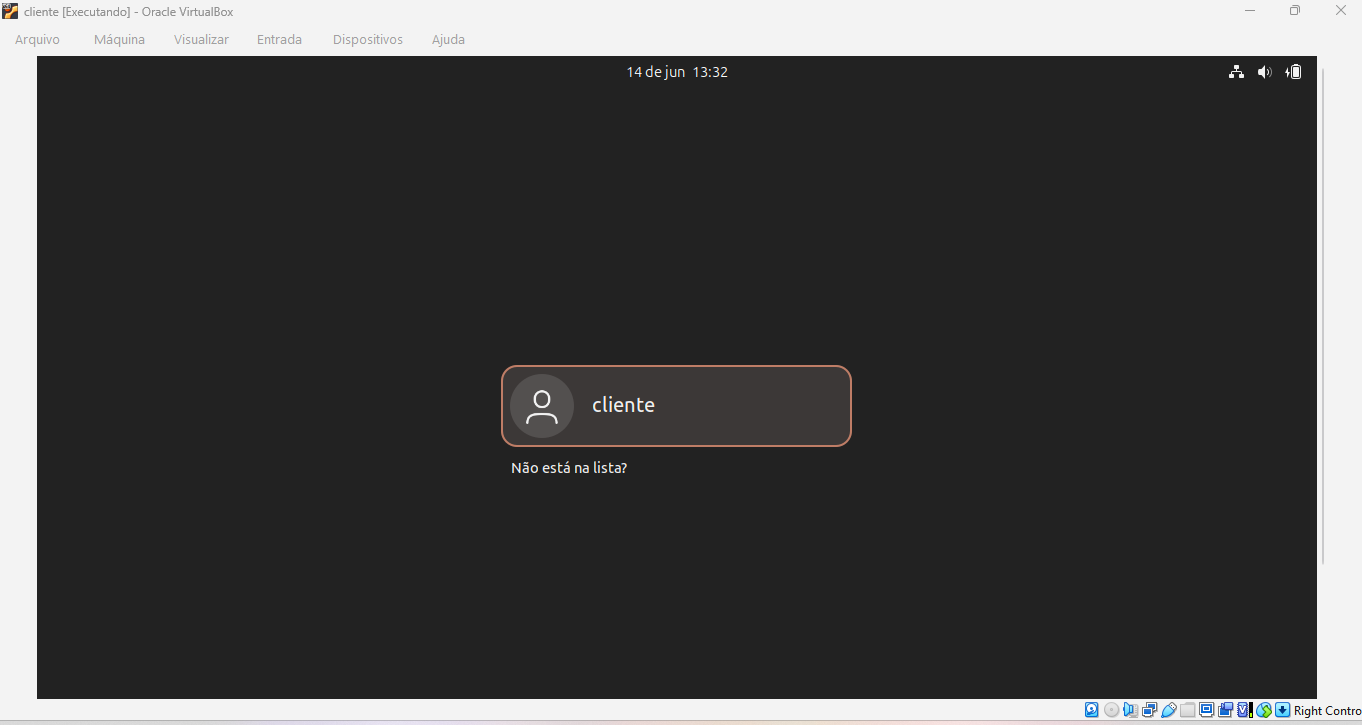 cliente [Executando] - Oracle VirtualBox
Arquivo Máquina Visualizar Entrada Dispositivos Ajuda
14 de jun 13:32
cliente
Não está na lista?
Right Contro